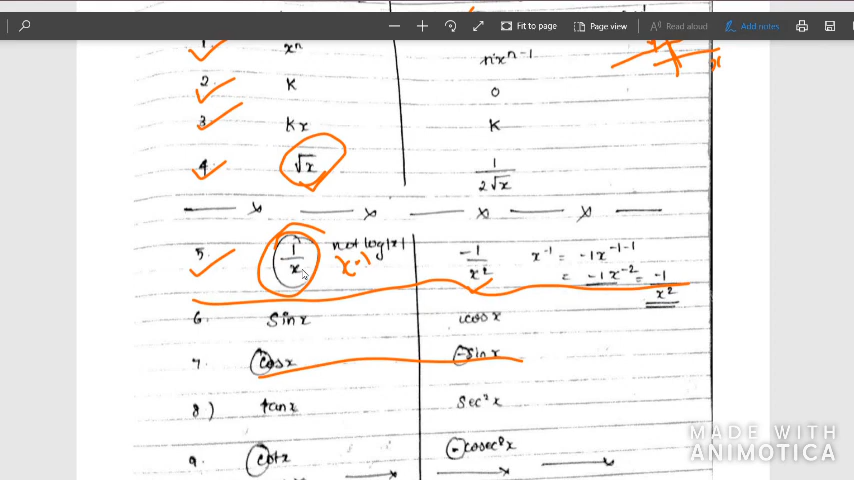 Fit to page Page view Read aloud Add notes
1. xⁿ nxⁿ⁻¹
2. K 0
3. Kx K
4. √x 1/2√x
5. 1/x not log|x| -1/x² x⁻¹ = -1x⁻¹⁻¹
x-1 = -1x⁻² = -1/x²
6. Sinx cosx
7. cosx -sinx
8) tanx Sec²x
9. cotx -cosec²x
MADE WITH
ANIMOTICA